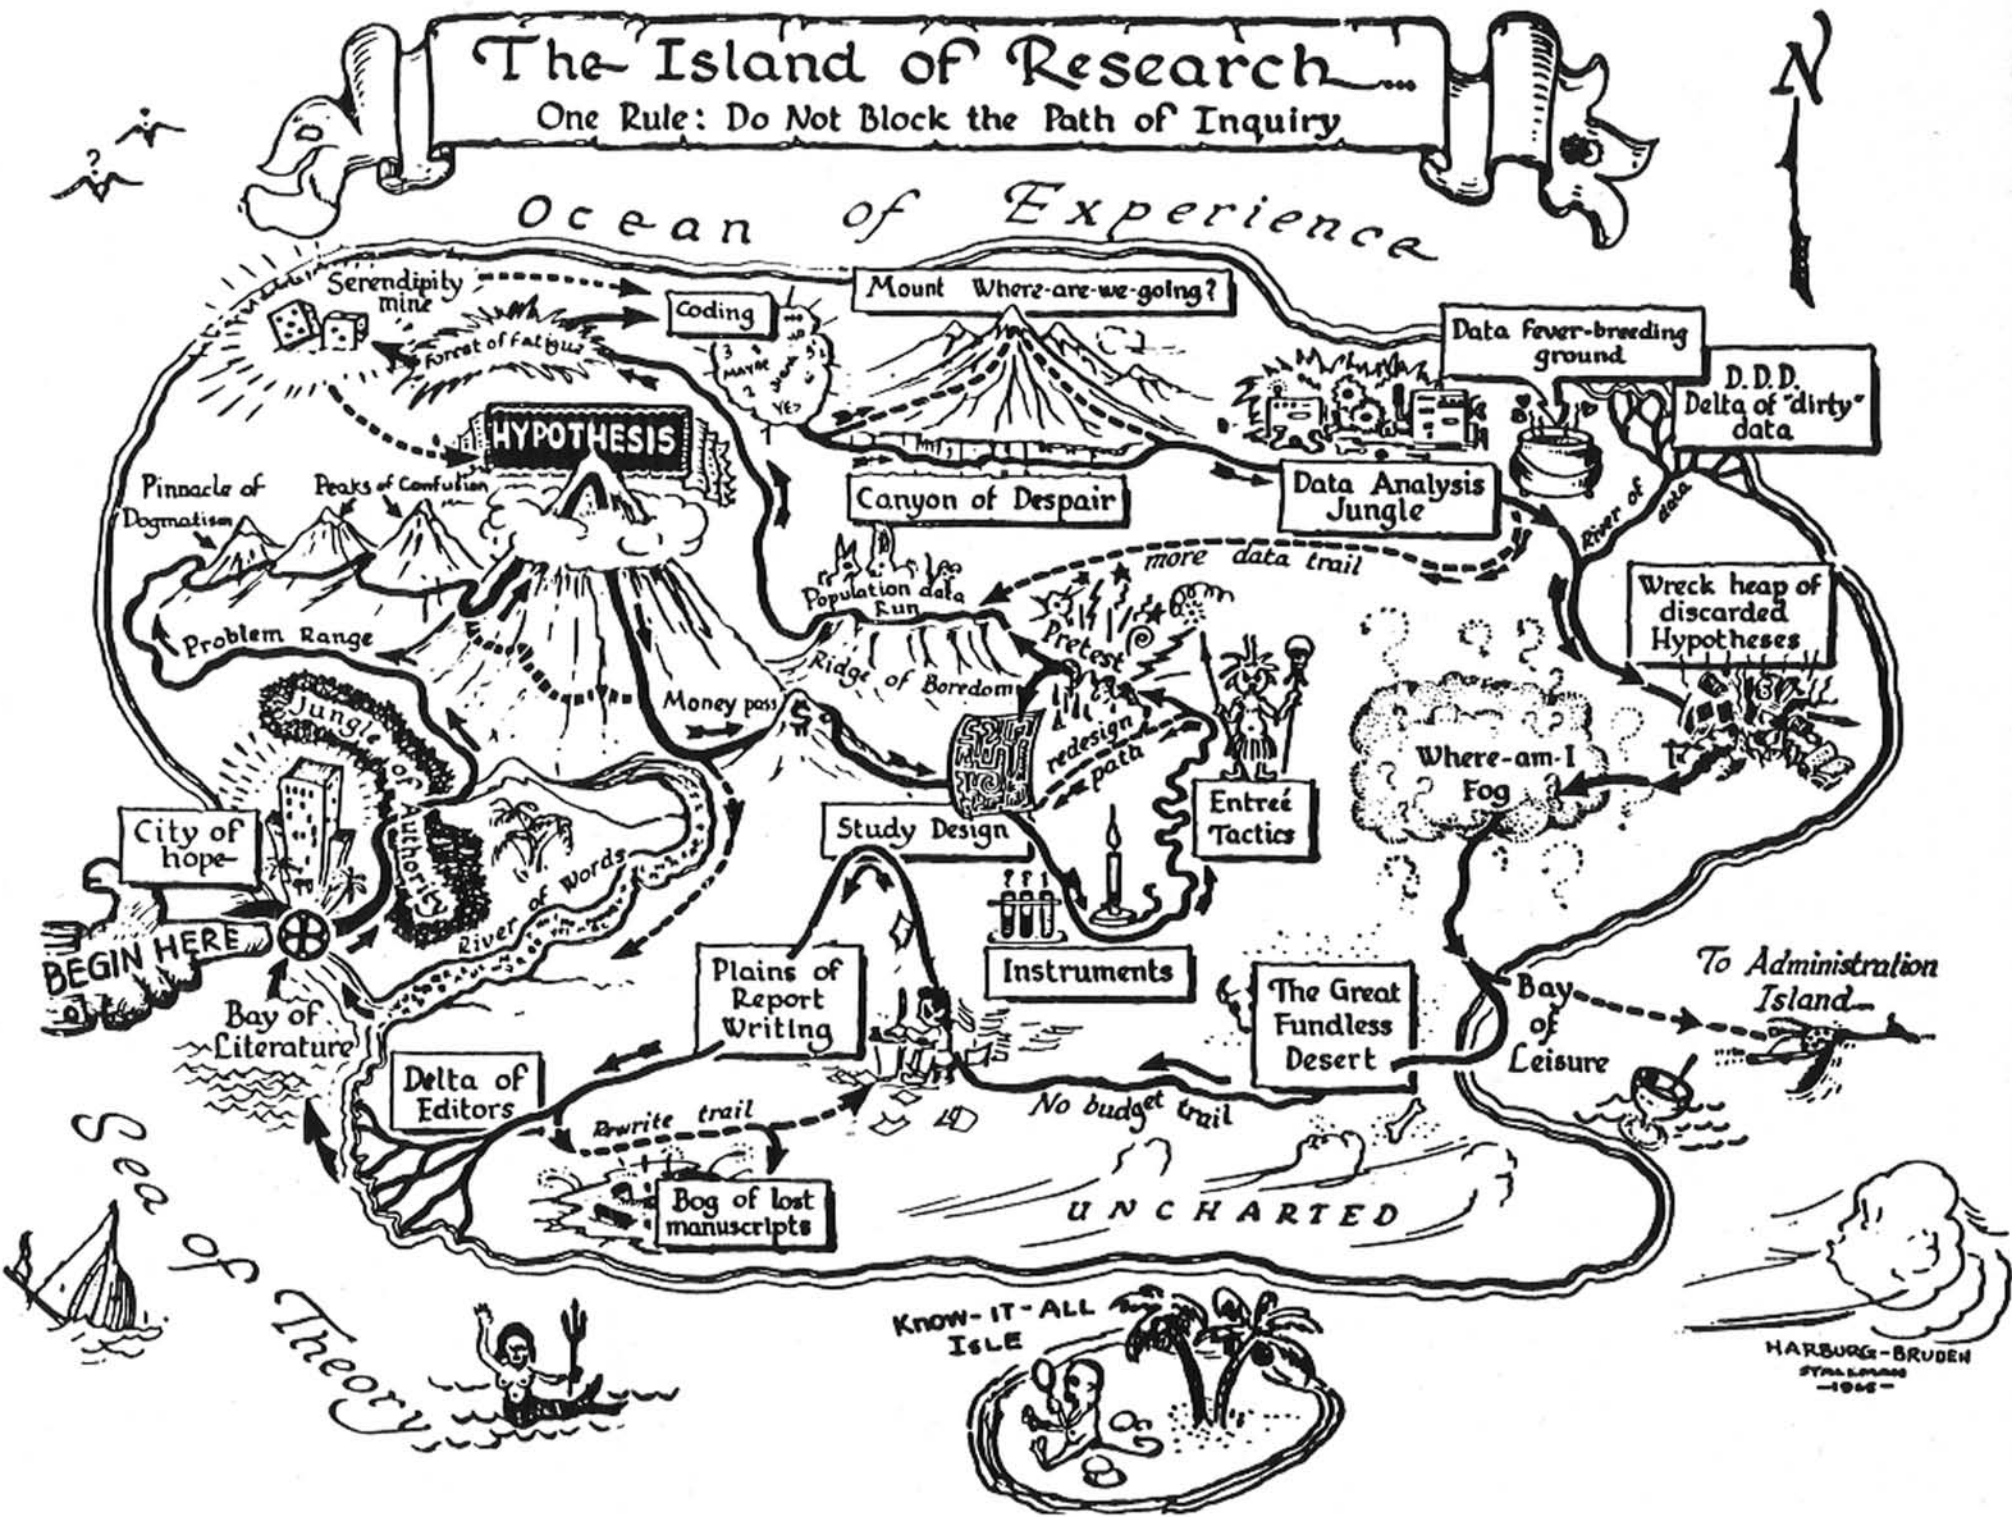 The Island of Research....
One Rule: Do Not Block the Path of Inquiry
N
?
Ocean of Experience
Serendipity
mine
Coding
Mount Where-are-we-going?
Forrest of Fatigue
3
MAYBE
2
YES
Data fever-breeding
ground
D.D.D.
Delta of "dirty"
data
HYPOTHESIS
Pinnacle of
Dogmatism
Peaks of Confusion
Canyon of Despair
Data Analysis
Jungle
River of
data
more data trail
Population data
Run
Wreck heap of
discarded
Hypotheses
Problem Range
Pretest
Ridge of Boredom
Jungle of Authority
Money pass
redesign
path
Where-am-I
Fog
City of
hope
Study Design
Entreé
Tactics
River of Words
BEGIN HERE
Plains of
Report
Writing
Instruments
The Great
Fundless
Desert
Bay
of
Leisure
To Administration
Island
Bay of
Literature
Delta of
Editors
Rewrite trail
No budget trail
Bog of lost
manuscripts
UNCHARTED
Sea of Theory
KNOW-IT-ALL
ISLE
HARBURG-BRUDEN